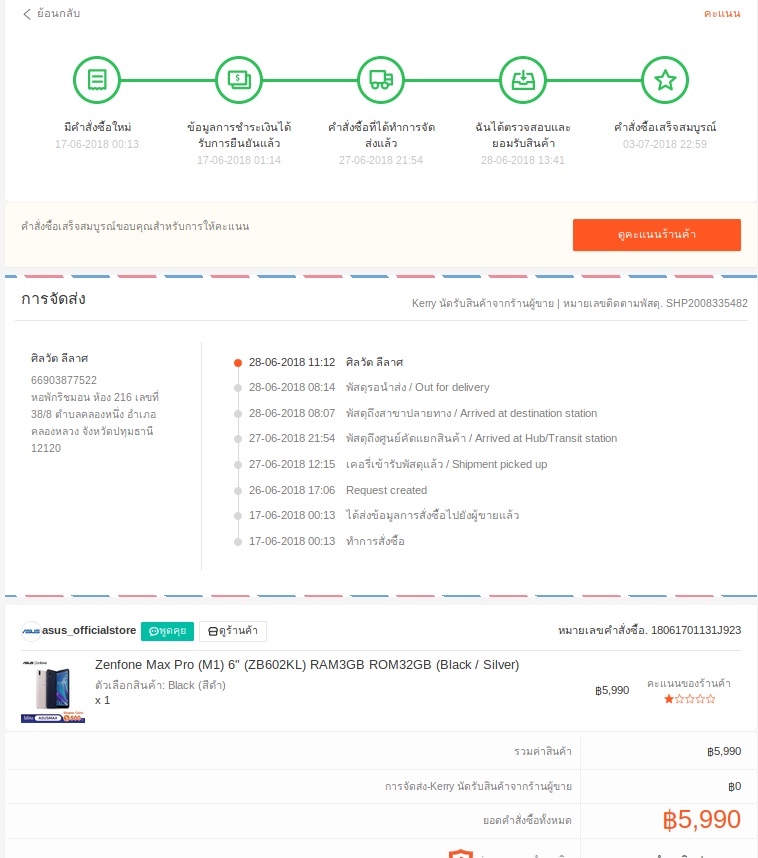 ย้อนกลับ
คะแนน
มีคำสั่งซื้อใหม่
17-06-2018 00:13
ข้อมูลการชำระเงินได้
รับการยืนยันแล้ว
17-06-2018 01:14
คำสั่งซื้อที่ได้ทำการจัด
ส่งแล้ว
27-06-2018 21:54
ฉันได้ตรวจสอบและ
ยอมรับสินค้า
28-06-2018 13:41
คำสั่งซื้อเสร็จสมบูรณ์
03-07-2018 22:59
คำสั่งซื้อเสร็จสมบูรณ์ขอบคุณสำหรับการให้คะแนน
ดูคะแนนร้านค้า
การจัดส่ง
Kerry นัดรับสินค้าจากร้านผู้ขาย | หมายเลขติดตามพัสดุ. SHP2008335482
ศิลวัต ลีลาศ
66903877522
หอพักริชมอน ห้อง 216 เลขที่
38/8 ตำบลคลองหนึ่ง อำเภอ
คลองหลวง จังหวัดปทุมธานี
12120
28-06-2018 11:12 ศิลวัต ลีลาศ
28-06-2018 08:14 พัสดุรอนำส่ง / Out for delivery
28-06-2018 08:07 พัสดุถึงสาขาปลายทาง / Arrived at destination station
27-06-2018 21:54 พัสดุถึงศูนย์คัดแยกสินค้า / Arrived at Hub/Transit station
27-06-2018 12:15 เคอรี่เข้ารับพัสดุแล้ว / Shipment picked up
26-06-2018 17:06 Request created
17-06-2018 00:13 ได้ส่งข้อมูลการสั่งซื้อไปยังผู้ขายแล้ว
17-06-2018 00:13 ทำการสั่งซื้อ
asus_officialstore พูดคุย ดูร้านค้า
หมายเลขคำสั่งซื้อ. 18061701131J923
Zenfone Max Pro (M1) 6" (ZB602KL) RAM3GB ROM32GB (Black / Silver)
ตัวเลือกสินค้า: Black (สีดำ)
x 1
฿5,990
คะแนนของร้านค้า
รวมค่าสินค้า ฿5,990
การจัดส่ง-Kerry นัดรับสินค้าจากร้านผู้ขาย ฿0
ยอดคำสั่งซื้อทั้งหมด ฿5,990